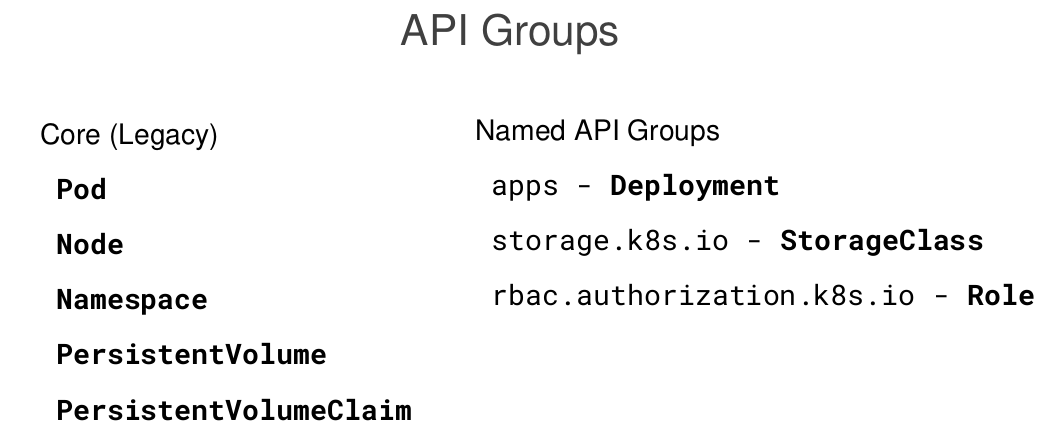 API Groups
Core (Legacy)
Pod
Node
Namespace
PersistentVolume
PersistentVolumeClaim
Named API Groups
apps - Deployment
storage.k8s.io - StorageClass
rbac.authorization.k8s.io - Role